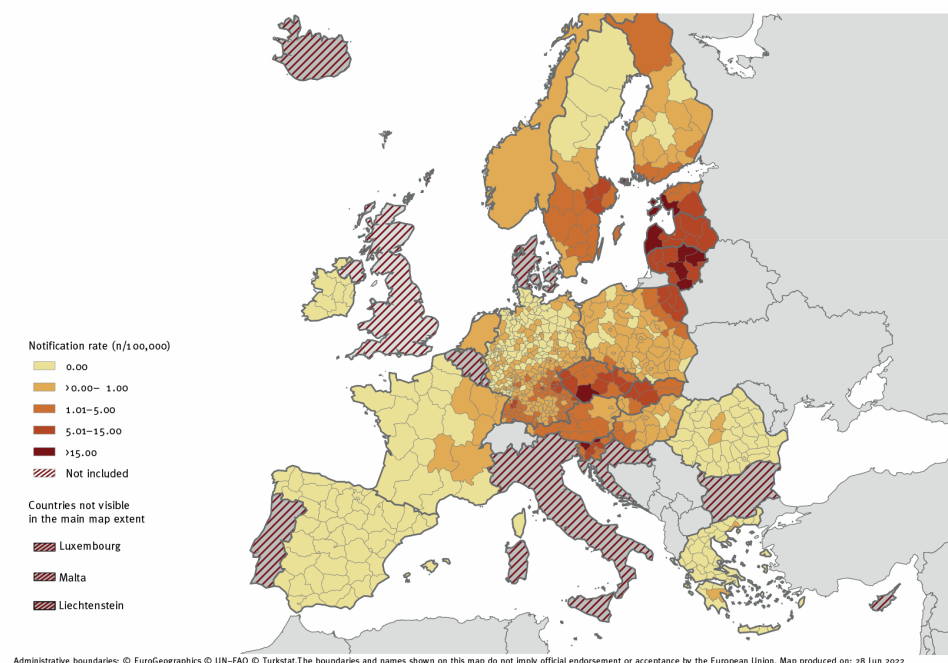 Notification rate (n/100,000)
0.00
>0.00– 1.00
1.01–5.00
5.01–15.00
>15.00
Not included
Countries not visible
in the main map extent
Luxembourg
Malta
Liechtenstein
Administrative boundaries: © EuroGeographics © UN–FAO © Turkstat.The boundaries and names shown on this map do not imply official endorsement or acceptance by the European Union. Map produced on: 28 Jun 2022